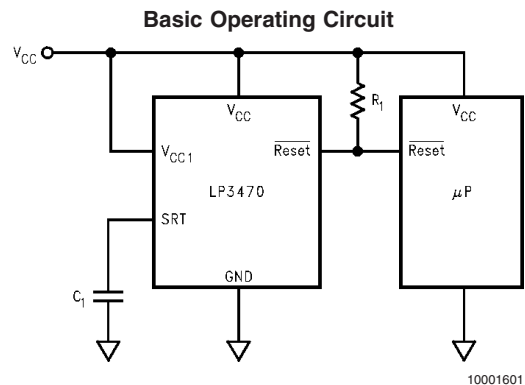 Basic Operating Circuit
VCC
VCC
R1
VCC
VCC1
Reset
Reset
LP3470
μP
SRT
GND
C1
10001601